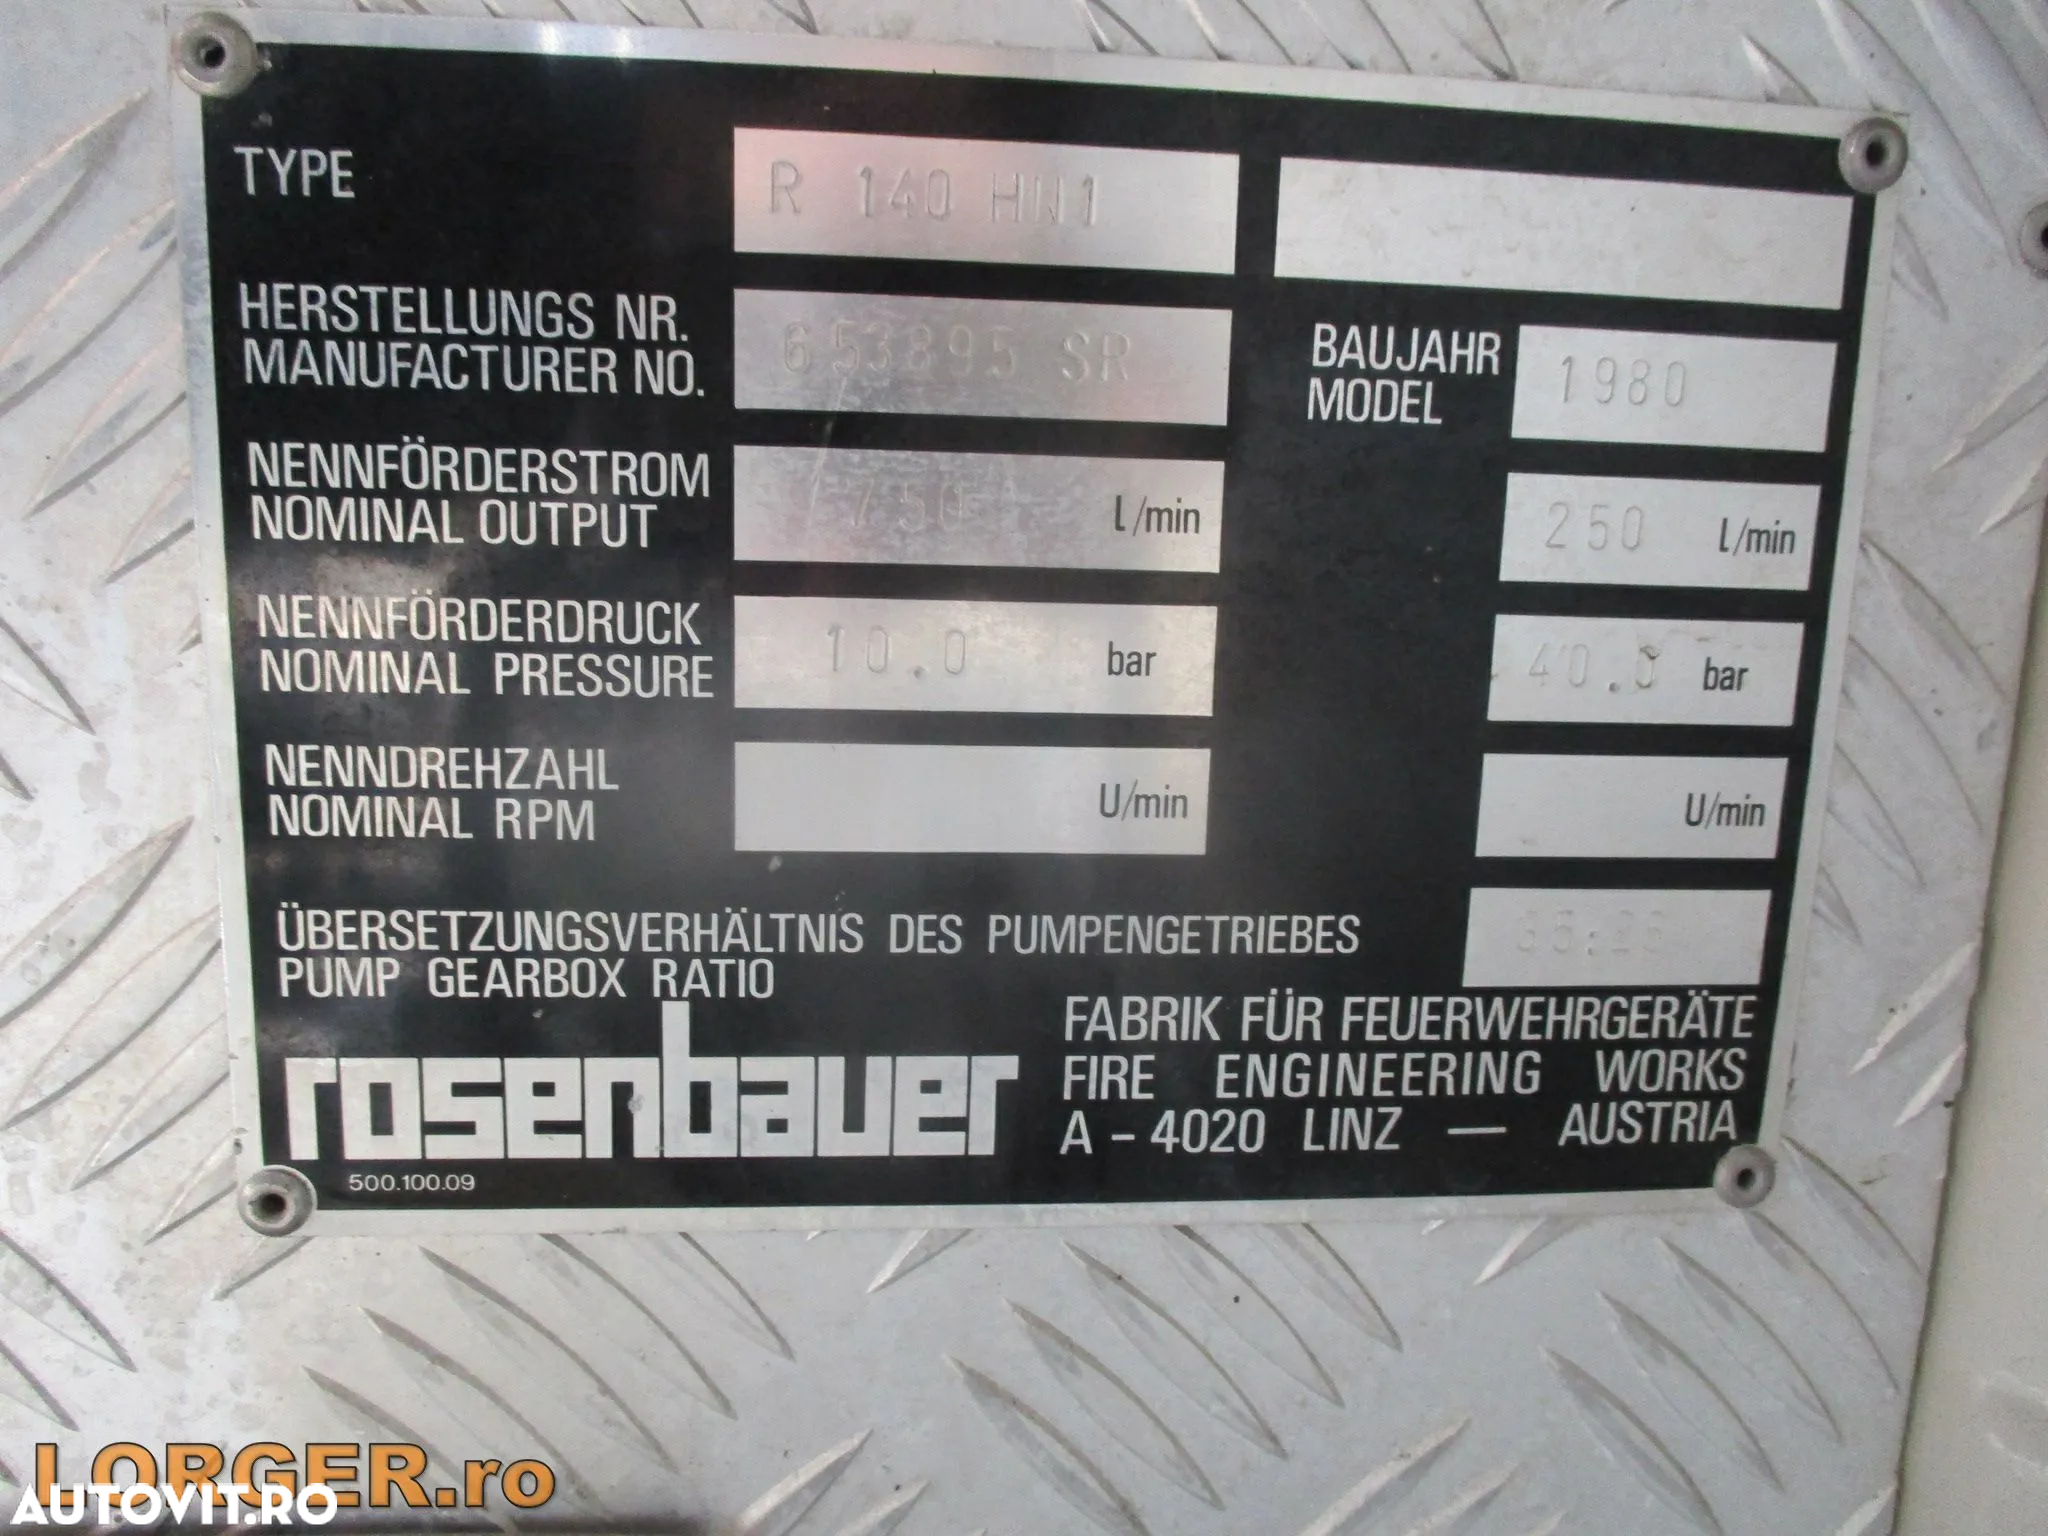 TYPE R 140 HN1
HERSTELLUNGS NR. 653895 SR BAUJAHR 1980
MANUFACTURER NO. MODEL
NENNFÖRDERSTROM 750 l/min 250 l/min
NOMINAL OUTPUT
NENNFÖRDERDRUCK 10.0 bar 40.0 bar
NOMINAL PRESSURE
NENNDREHZAHL U/min U/min
NOMINAL RPM
ÜBERSETZUNGSVERHÄLTNIS DES PUMPENGETRIEBES
PUMP GEARBOX RATIO
rosenbauer
500.100.09
FABRIK FÜR FEUERWEHRGERÄTE
FIRE ENGINEERING WORKS
A - 4020 LINZ — AUSTRIA
LORGER.ro
AUTOVIT.RO